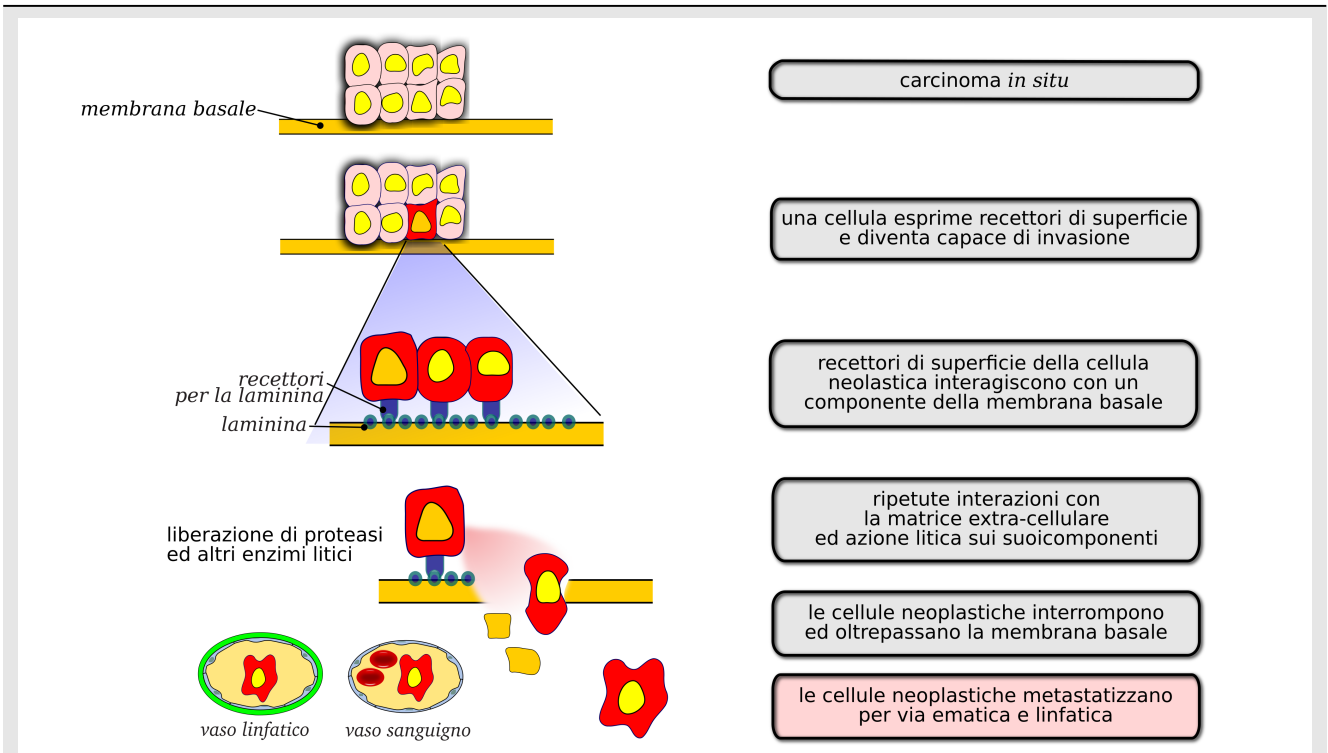 carcinoma in situ
membrana basale
una cellula esprime recettori di superficie
e diventa capace di invasione
recettori di superficie della cellula
neolastica interagiscono con un
componente della membrana basale
recettori
per la laminina
laminina
ripetute interazioni con
la matrice extra-cellulare
ed azione litica sui suoicomponenti
liberazione di proteasi
ed altri enzimi litici
le cellule neoplastiche interrompono
ed oltrepassano la membrana basale
le cellule neoplastiche metastatizzano
per via ematica e linfatica
vaso linfatico
vaso sanguigno